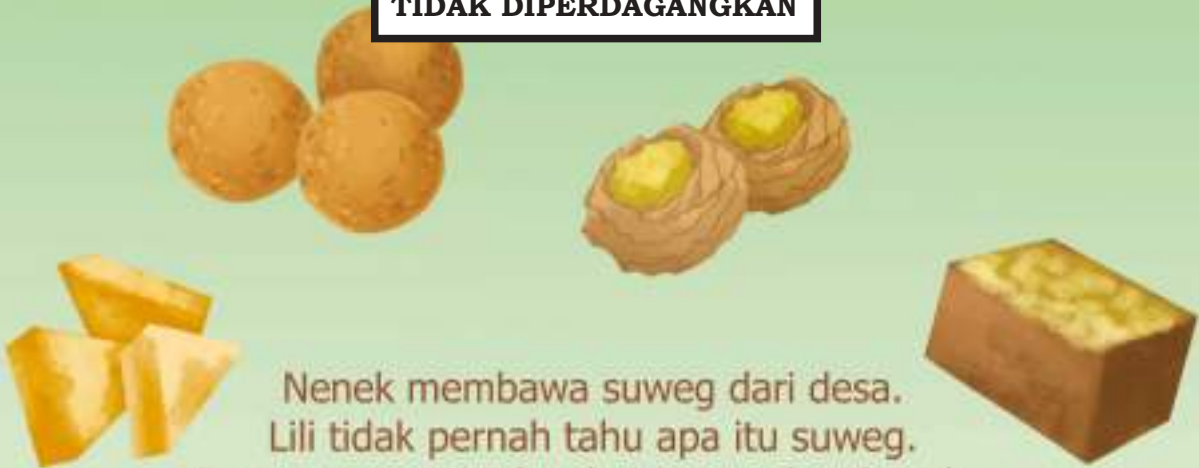 TIDAK DIPERDAGANGKAN
Nenek membawa suweg dari desa.
Lili tidak pernah tahu apa itu suweg.